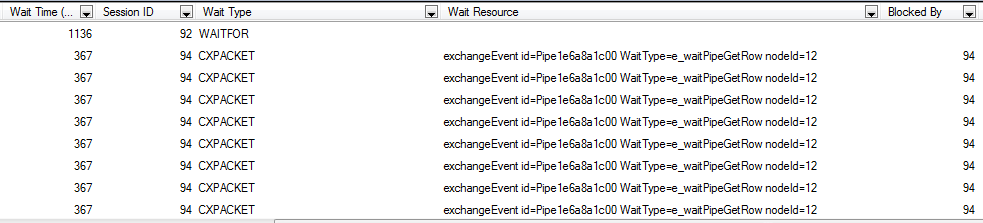 Wait Time (... Session ID Wait Type Wait Resource Blocked By
1136 92 WAITFOR
367 94 CXPACKET exchangeEvent id=Pipe1e6a8a1c00 WaitType=e_waitPipeGetRow nodeId=12 94
367 94 CXPACKET exchangeEvent id=Pipe1e6a8a1c00 WaitType=e_waitPipeGetRow nodeId=12 94
367 94 CXPACKET exchangeEvent id=Pipe1e6a8a1c00 WaitType=e_waitPipeGetRow nodeId=12 94
367 94 CXPACKET exchangeEvent id=Pipe1e6a8a1c00 WaitType=e_waitPipeGetRow nodeId=12 94
367 94 CXPACKET exchangeEvent id=Pipe1e6a8a1c00 WaitType=e_waitPipeGetRow nodeId=12 94
367 94 CXPACKET exchangeEvent id=Pipe1e6a8a1c00 WaitType=e_waitPipeGetRow nodeId=12 94
367 94 CXPACKET exchangeEvent id=Pipe1e6a8a1c00 WaitType=e_waitPipeGetRow nodeId=12 94
367 94 CXPACKET exchangeEvent id=Pipe1e6a8a1c00 WaitType=e_waitPipeGetRow nodeId=12 94